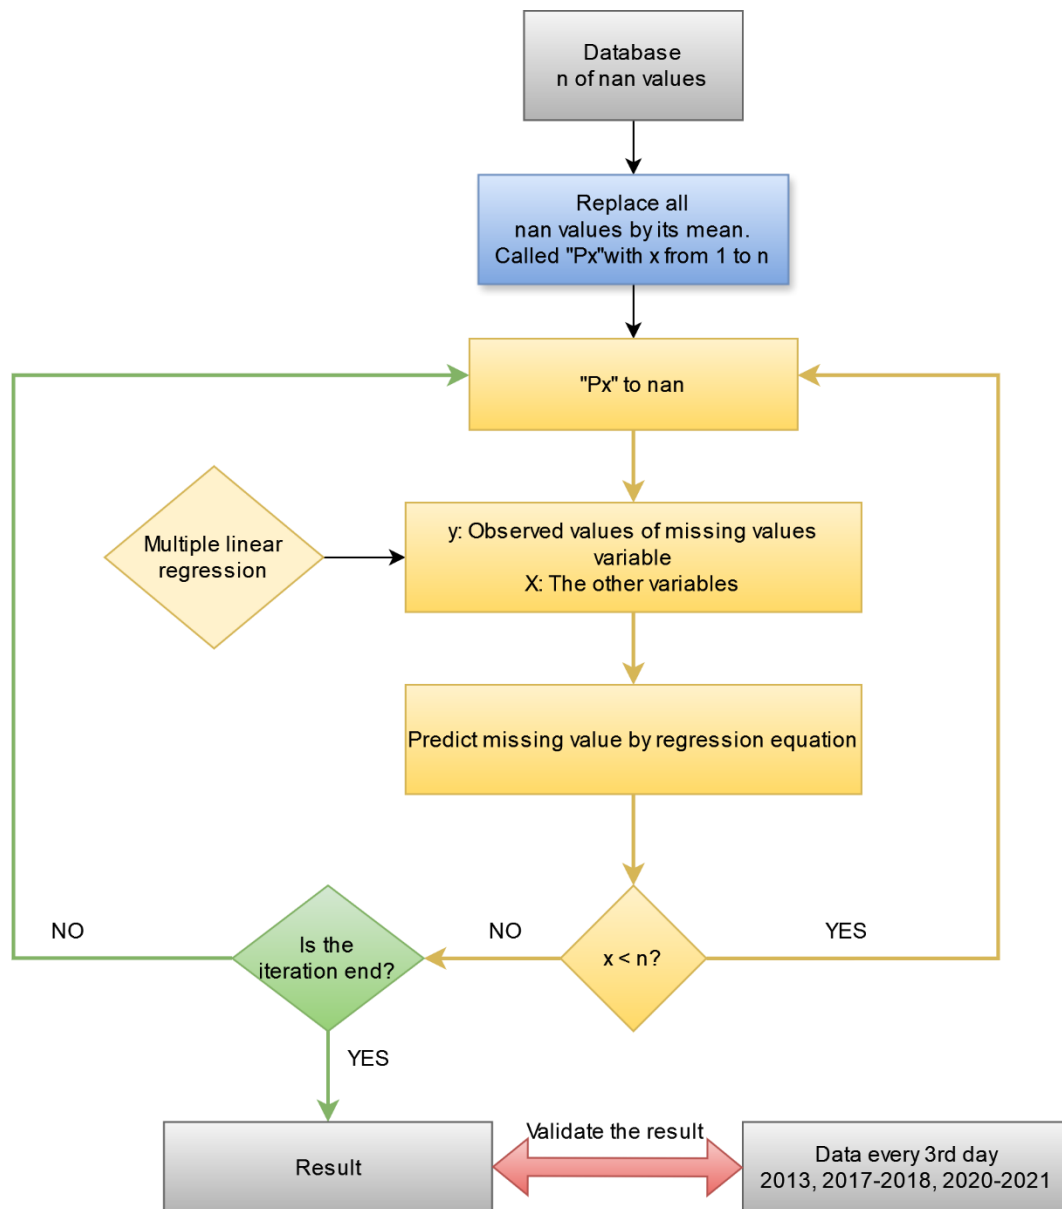 Database
n of nan values
Replace all
nan values by its mean.
Called "Px"with x from 1 to n
"Px" to nan
Multiple linear
regression
y: Observed values of missing values
variable
X: The other variables
Predict missing value by regression equation
NO
Is the
iteration end?
NO
x < n?
YES
YES
Result
Validate the result
Data every 3rd day
2013, 2017-2018, 2020-2021